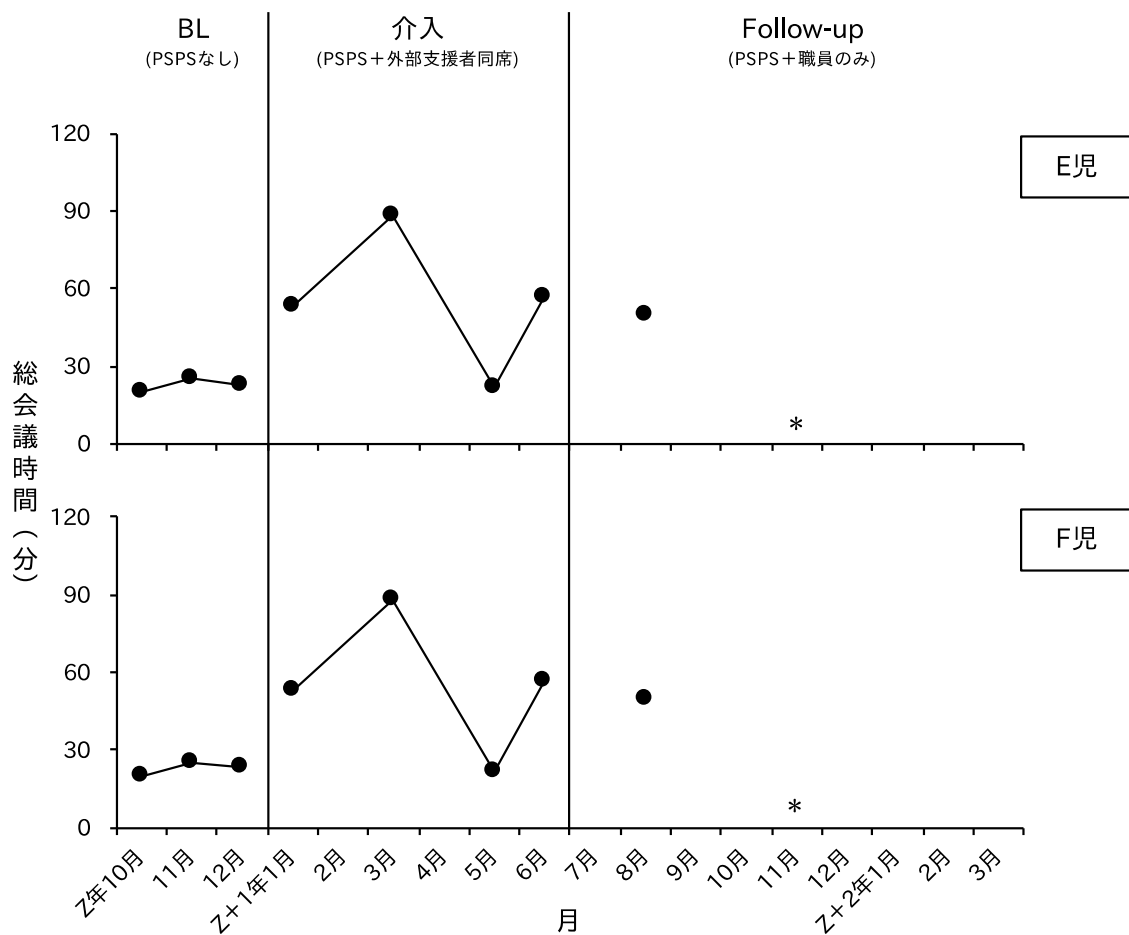 BL
(PSPSなし)
介入
(PSPS＋外部支援者同席)
Follow-up
(PSPS＋職員のみ)
総会議時間（分）
120
90
60
30
0
E児
*
120
90
60
30
0
F児
*
Z年10月
11月
12月
Z＋1年1月
2月
3月
4月
5月
6月
7月
8月
9月
10月
11月
12月
Z＋2年1月
2月
3月
月